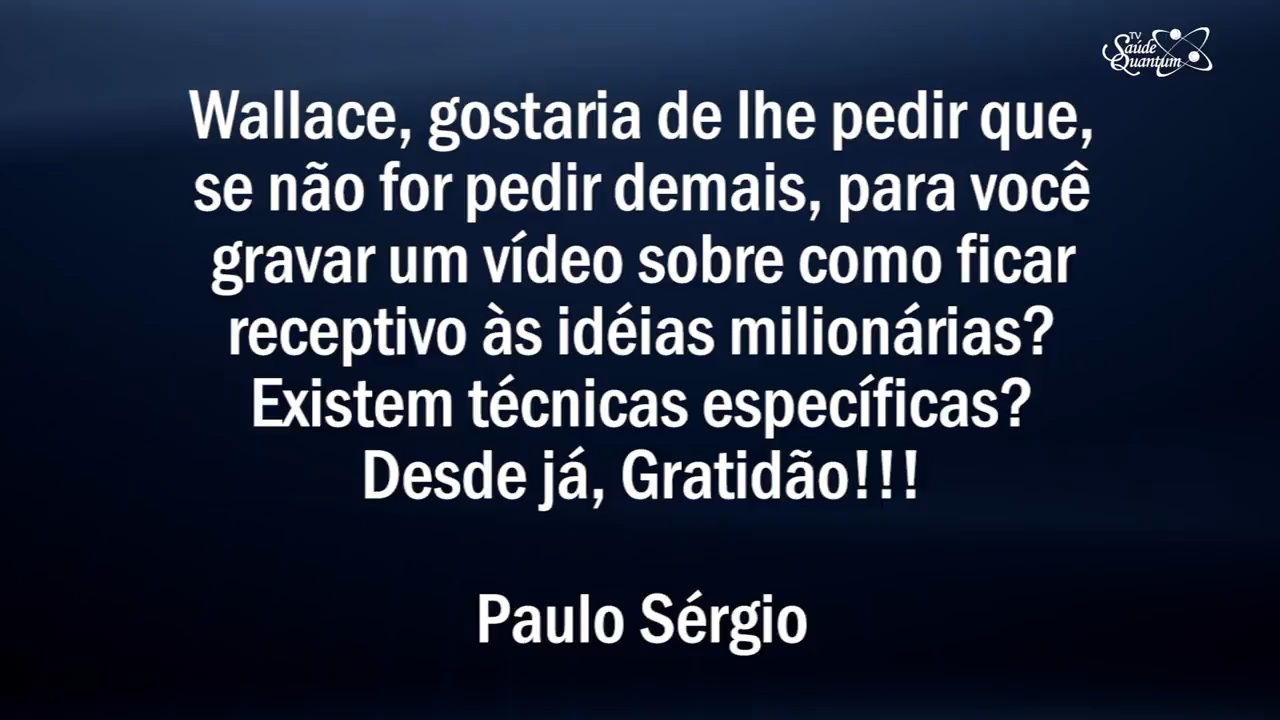 TV
Saúde
Quantum
Wallace, gostaria de lhe pedir que,
se não for pedir demais, para você
gravar um vídeo sobre como ficar
receptivo às idéias milionárias?
Existem técnicas específicas?
Desde já, Gratidão!!!
Paulo Sérgio